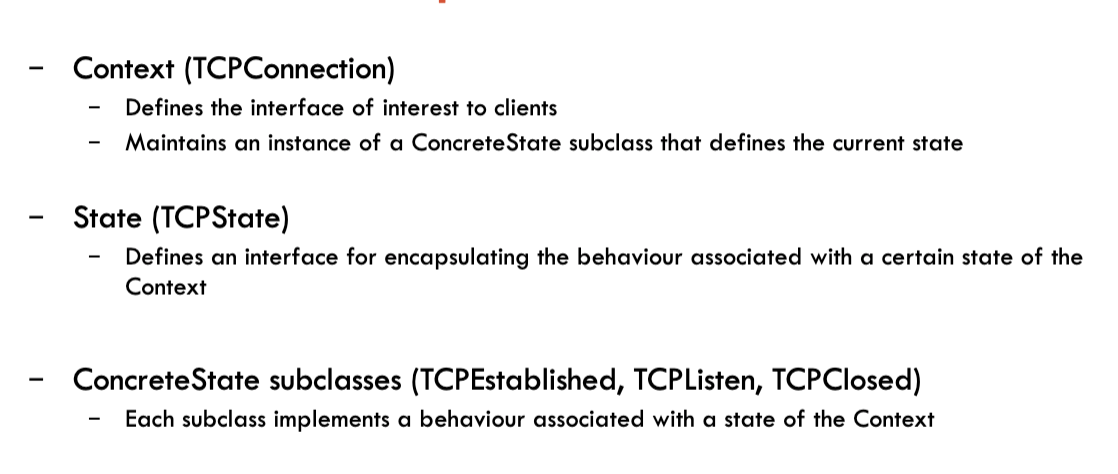 – Context (TCPConnection)
– Defines the interface of interest to clients
– Maintains an instance of a ConcreteState subclass that defines the current state
– State (TCPState)
– Defines an interface for encapsulating the behaviour associated with a certain state of the
Context
– ConcreteState subclasses (TCPEstablished, TCPListen, TCPClosed)
– Each subclass implements a behaviour associated with a state of the Context